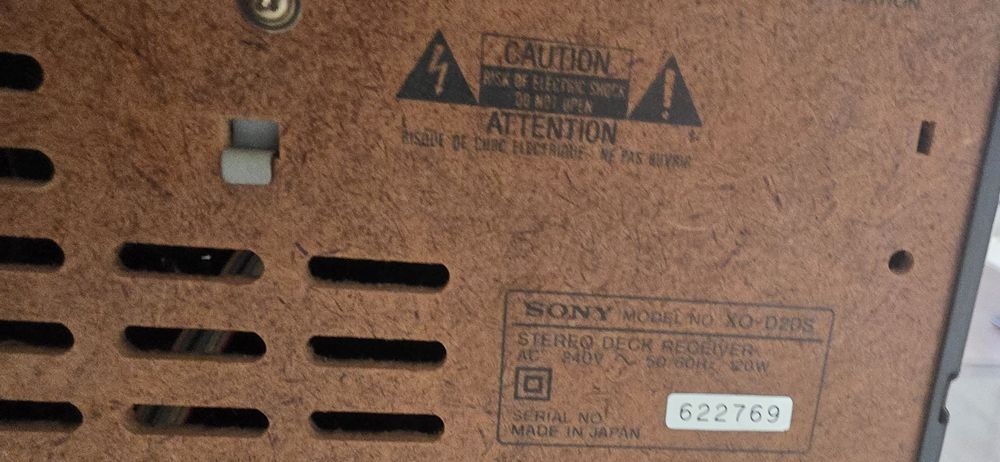 CAUTION
RISK OF ELECTRIC SHOCK
DO NOT OPEN
ATTENTION
RISQUE DE CHOC ELECTRIQUE NE PAS OUVRIR
SONY MODEL NO. XO-D20S
STEREO DECK RECEIVER
AC 240V ~ 50/60Hz 120W
SERIAL NO. 622769
MADE IN JAPAN